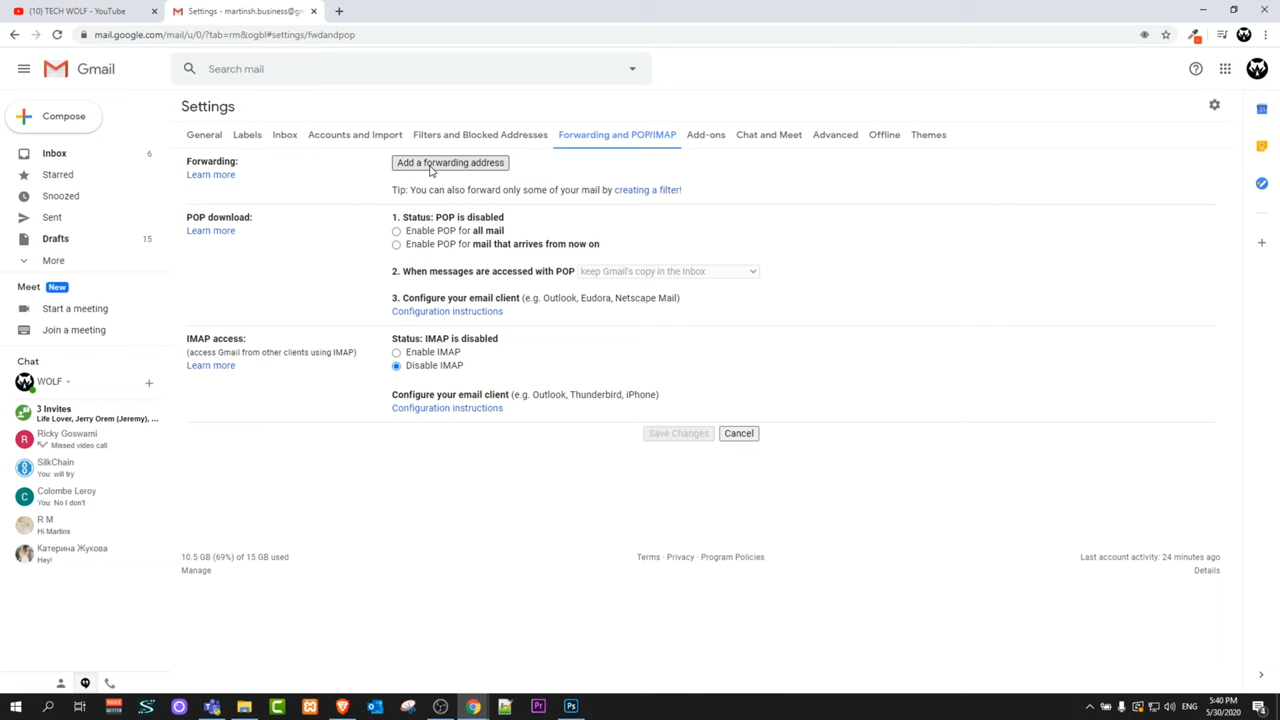 (10) TECH WOLF - YouTube
Settings - martinsh.business@gm
mail.google.com/mail/u/0/?tab=rm&ogbl#settings/fwdandpop
Gmail
Search mail
Compose
Inbox 6
Starred
Snoozed
Sent
Drafts 15
More
Meet New
Start a meeting
Join a meeting
Chat
WOLF
3 Invites
Life Lover, Jerry Orem (Jeremy), ...
Ricky Goswami
Missed video call
SilkChain
You: will try
Colombe Leroy
You: No I don't
R M
Hi Martins
Катерина Жукова
Hey!
Settings
General Labels Inbox Accounts and Import Filters and Blocked Addresses Forwarding and POP/IMAP Add-ons Chat and Meet Advanced Offline Themes
Forwarding:
Learn more
Add a forwarding address
Tip: You can also forward only some of your mail by creating a filter!
POP download:
Learn more
1. Status: POP is disabled
Enable POP for all mail
Enable POP for mail that arrives from now on
2. When messages are accessed with POP keep Gmail's copy in the Inbox
3. Configure your email client (e.g. Outlook, Eudora, Netscape Mail)
Configuration instructions
IMAP access:
(access Gmail from other clients using IMAP)
Learn more
Status: IMAP is disabled
Enable IMAP
Disable IMAP
Configure your email client (e.g. Outlook, Thunderbird, iPhone)
Configuration instructions
Save Changes Cancel
10.5 GB (69%) of 15 GB used
Manage
Terms · Privacy · Program Policies
Last account activity: 24 minutes ago
Details
31
Pr
Ps
ENG
5:40 PM
5/30/2020
4